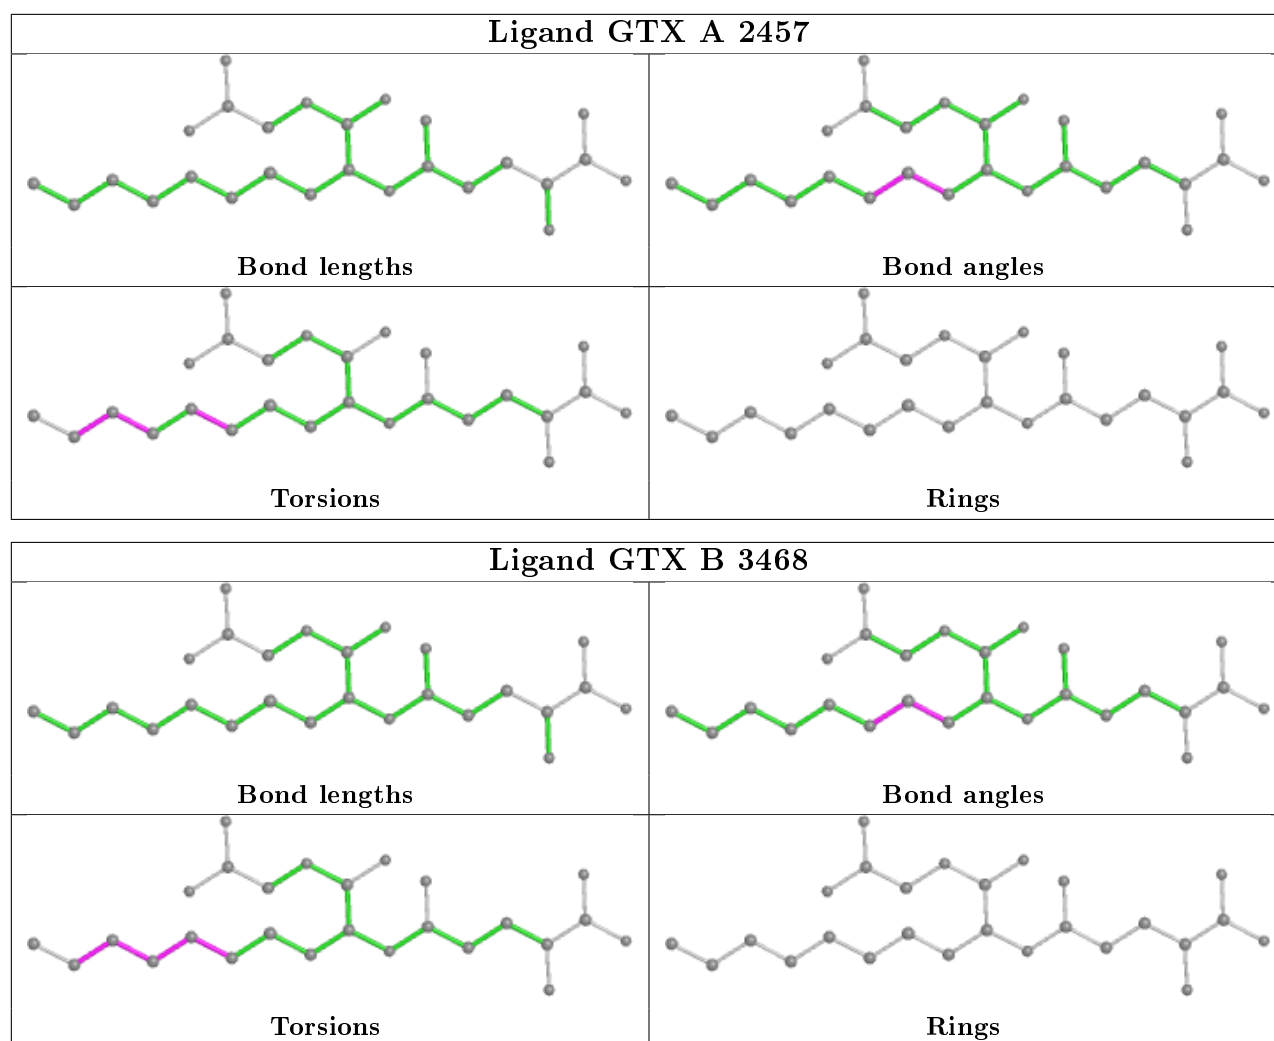 Ligand GTX A 2457
Bond lengths
Bond angles
Torsions
Rings
Ligand GTX B 3468
Bond lengths
Bond angles
Torsions
Rings